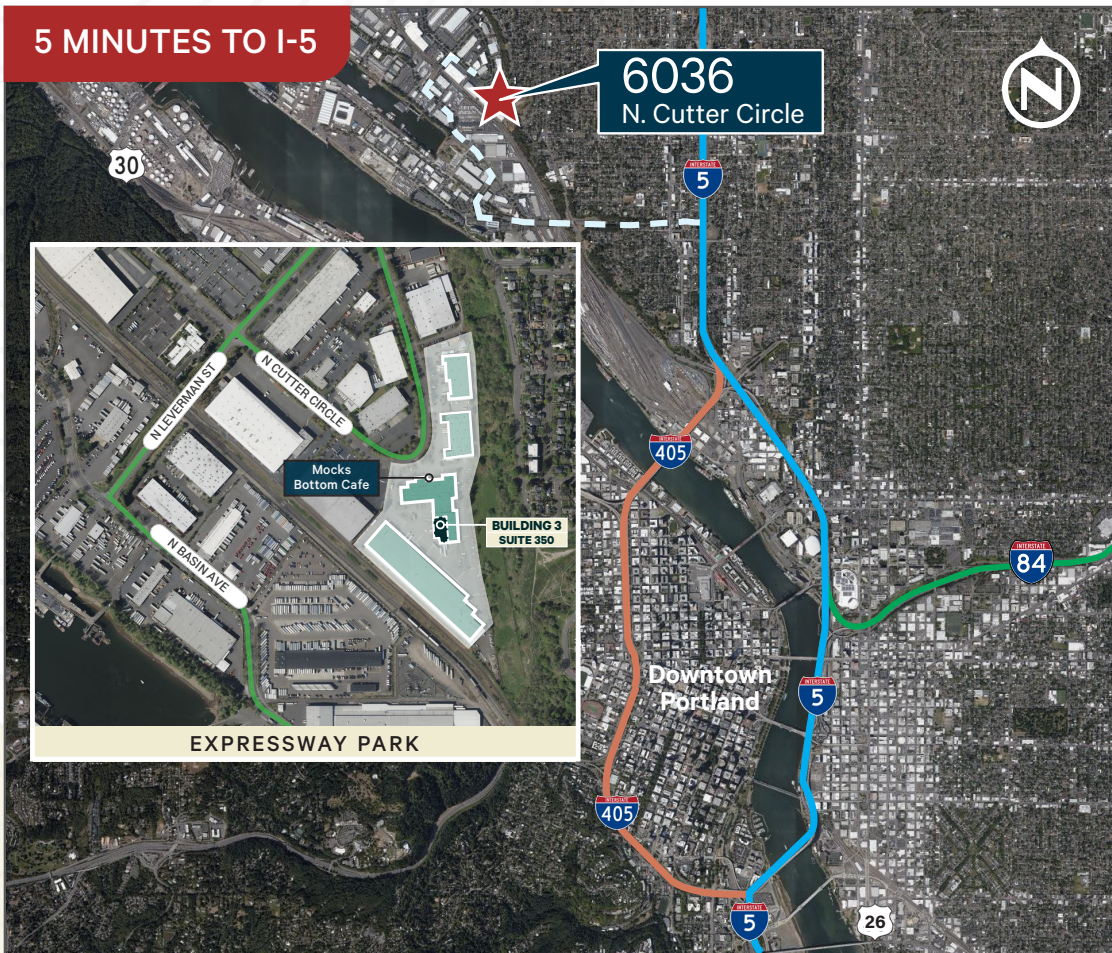 5 MINUTES TO I-5
6036
N. Cutter Circle
N
30
INTERSTATE
5
N LEVERMAN ST
N CUTTER CIRCLE
Mocks
Bottom Cafe
BUILDING 3
SUITE 350
N BASIN AVE
EXPRESSWAY PARK
INTERSTATE
405
INTERSTATE
84
Downtown
Portland
INTERSTATE
5
INTERSTATE
405
INTERSTATE
5
26